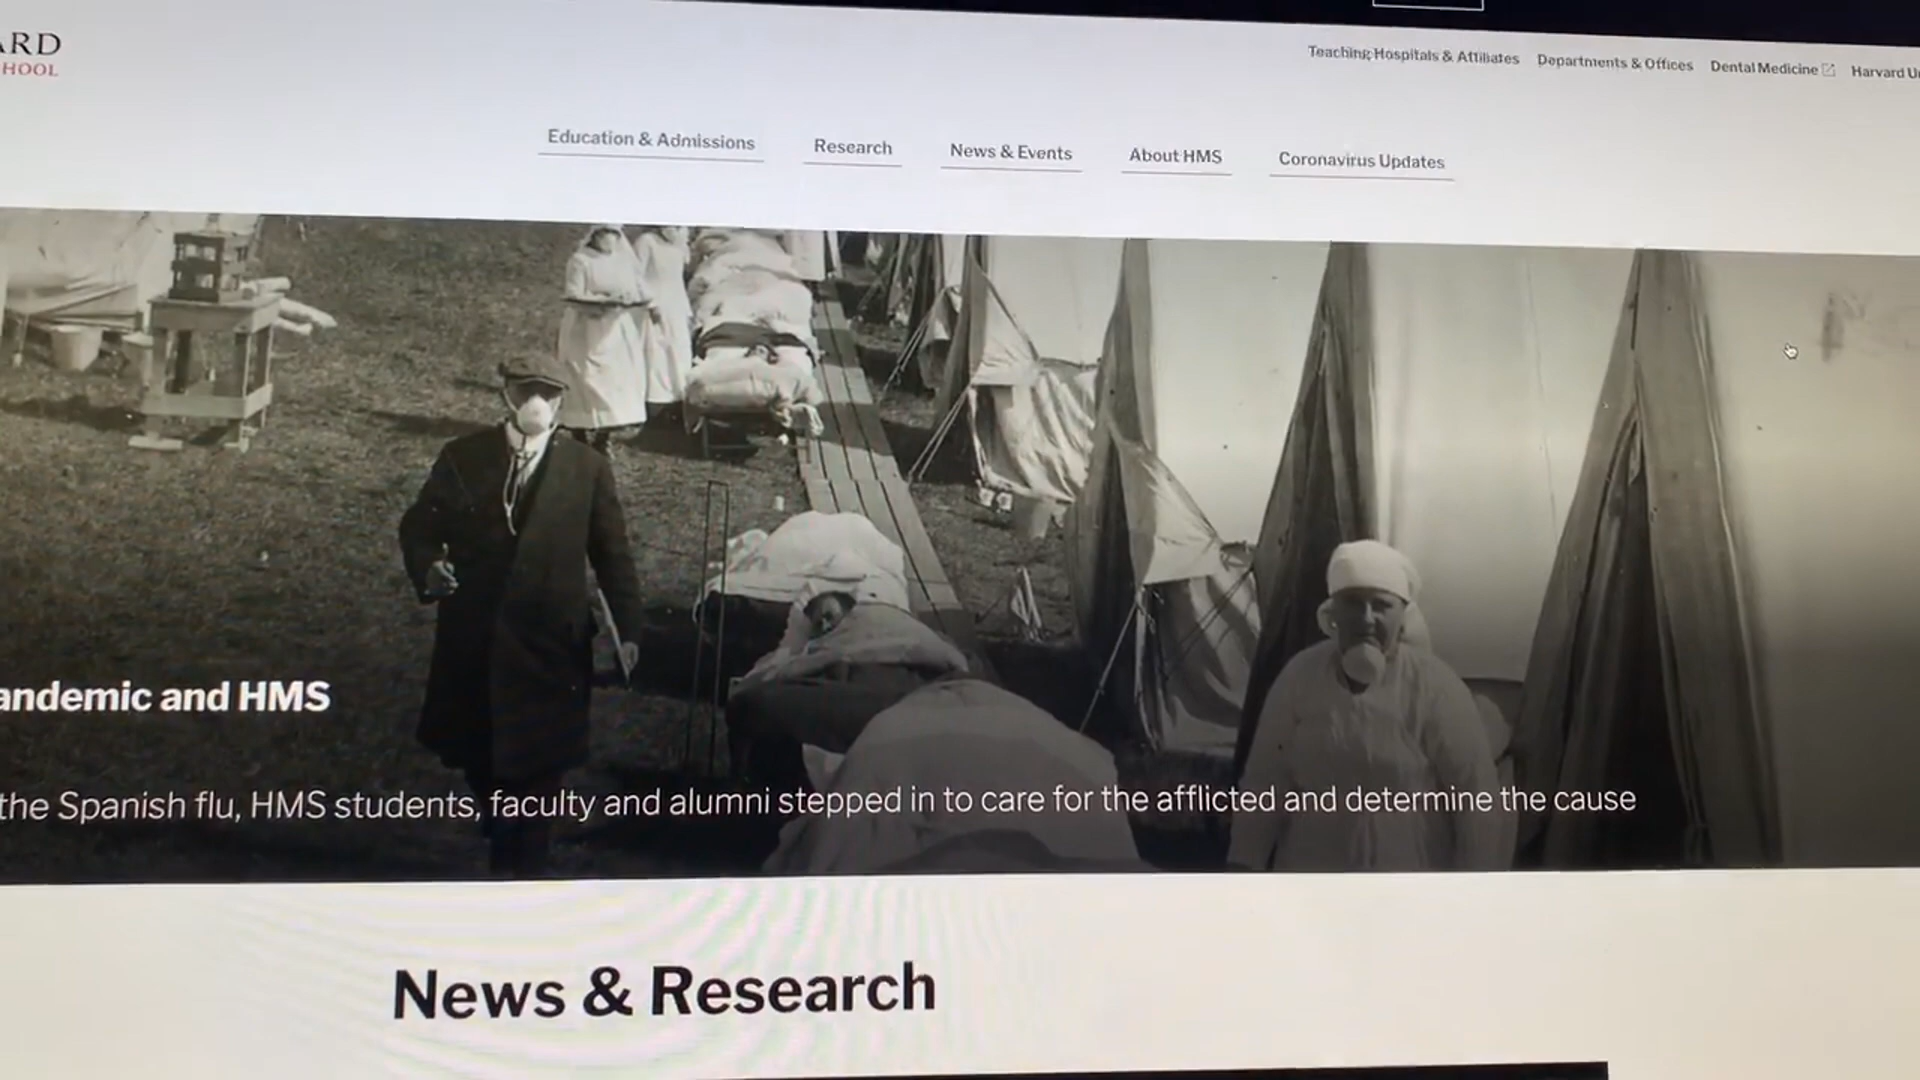 ARD
HOOL
Teaching Hospitals & Affiliates Departments & Offices Dental Medicine Harvard Un
Education & Admissions Research News & Events About HMS Coronavirus Updates
andemic and HMS
the Spanish flu, HMS students, faculty and alumni stepped in to care for the afflicted and determine the cause
News & Research